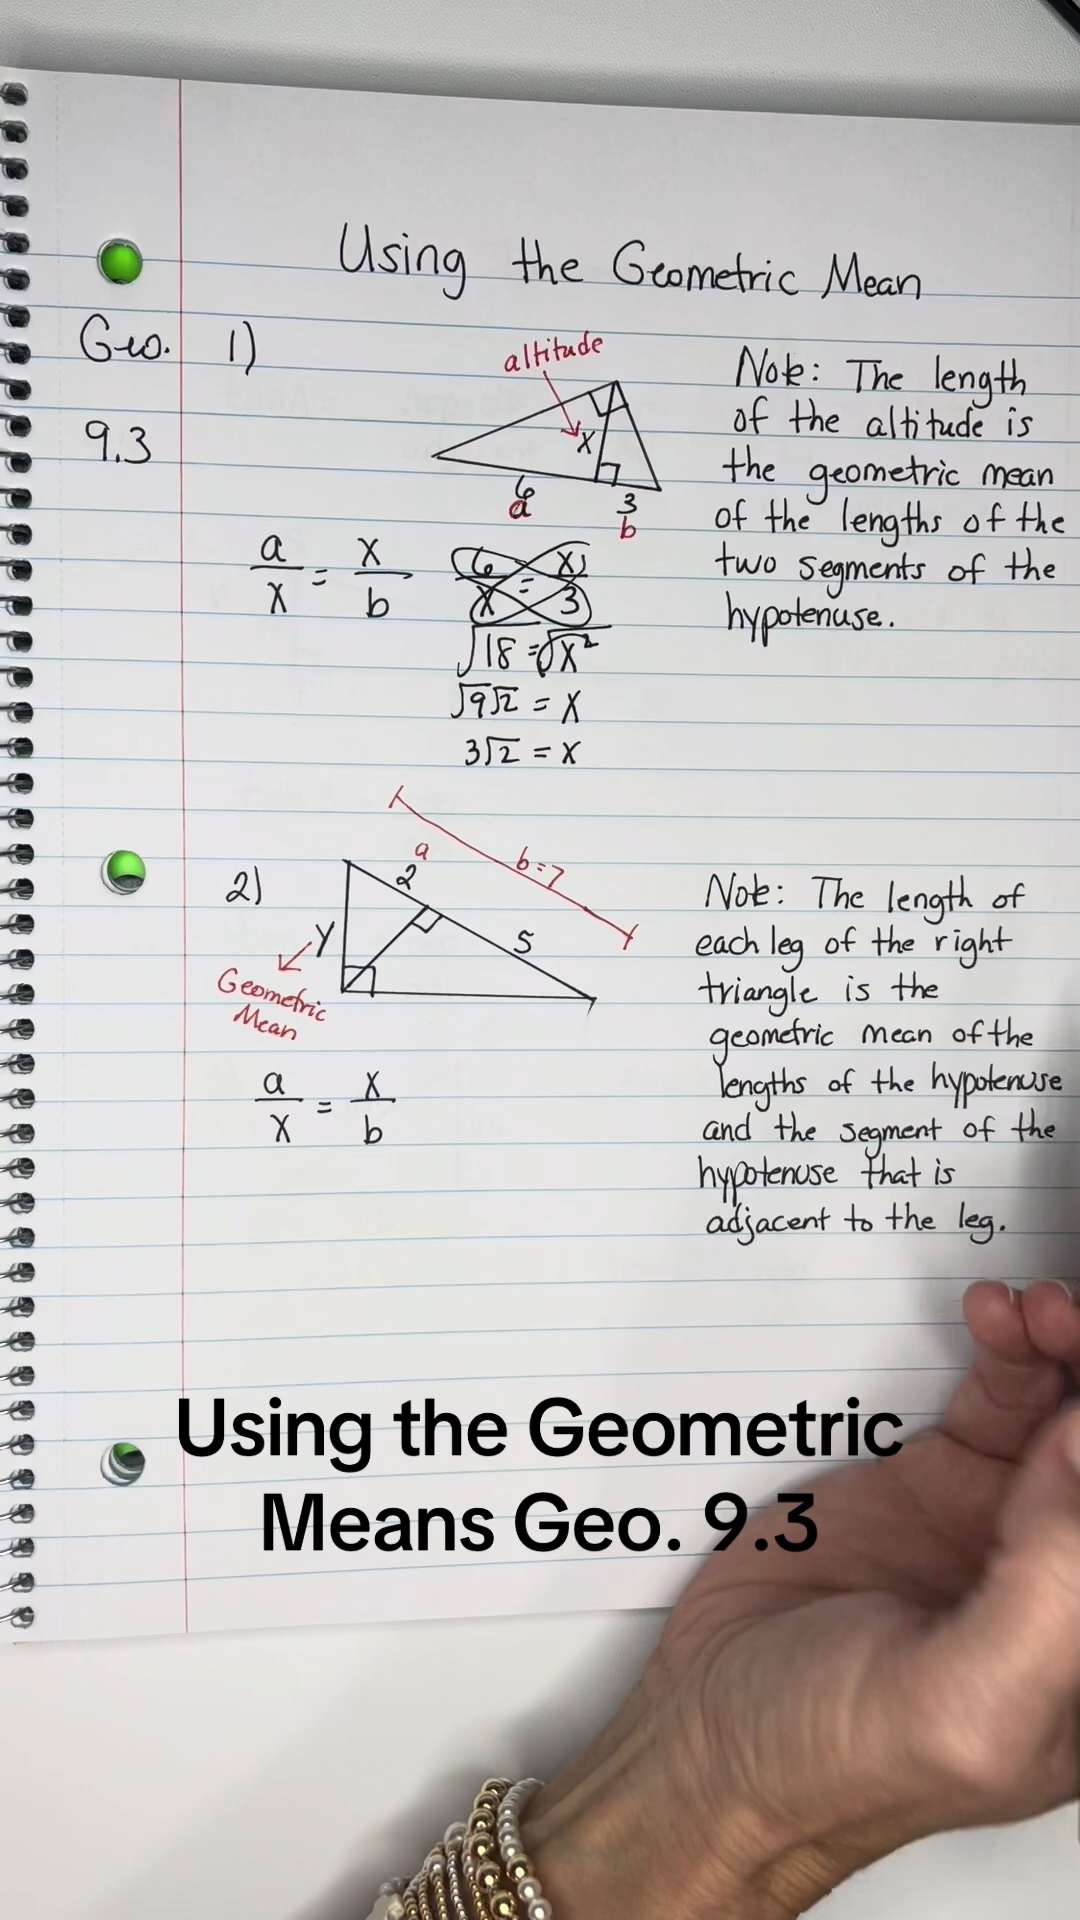 Using the Geometric Mean
Geo.
9.3
1)
altitude
x
6
a
3
b
a/x = x/b
6/x = x/3
√18 = √x²
√9√2 = x
3√2 = x
Note: The length
of the altitude is
the geometric mean
of the lengths of the
two segments of the
hypotenuse.
2)
a
2
b=7
5
y
Geometric
Mean
a/x = x/b
Note: The length of
each leg of the right
triangle is the
geometric mean of the
lengths of the hypotenuse
and the segment of the
hypotenuse that is
adjacent to the leg.
Using the Geometric
Means Geo. 9.3